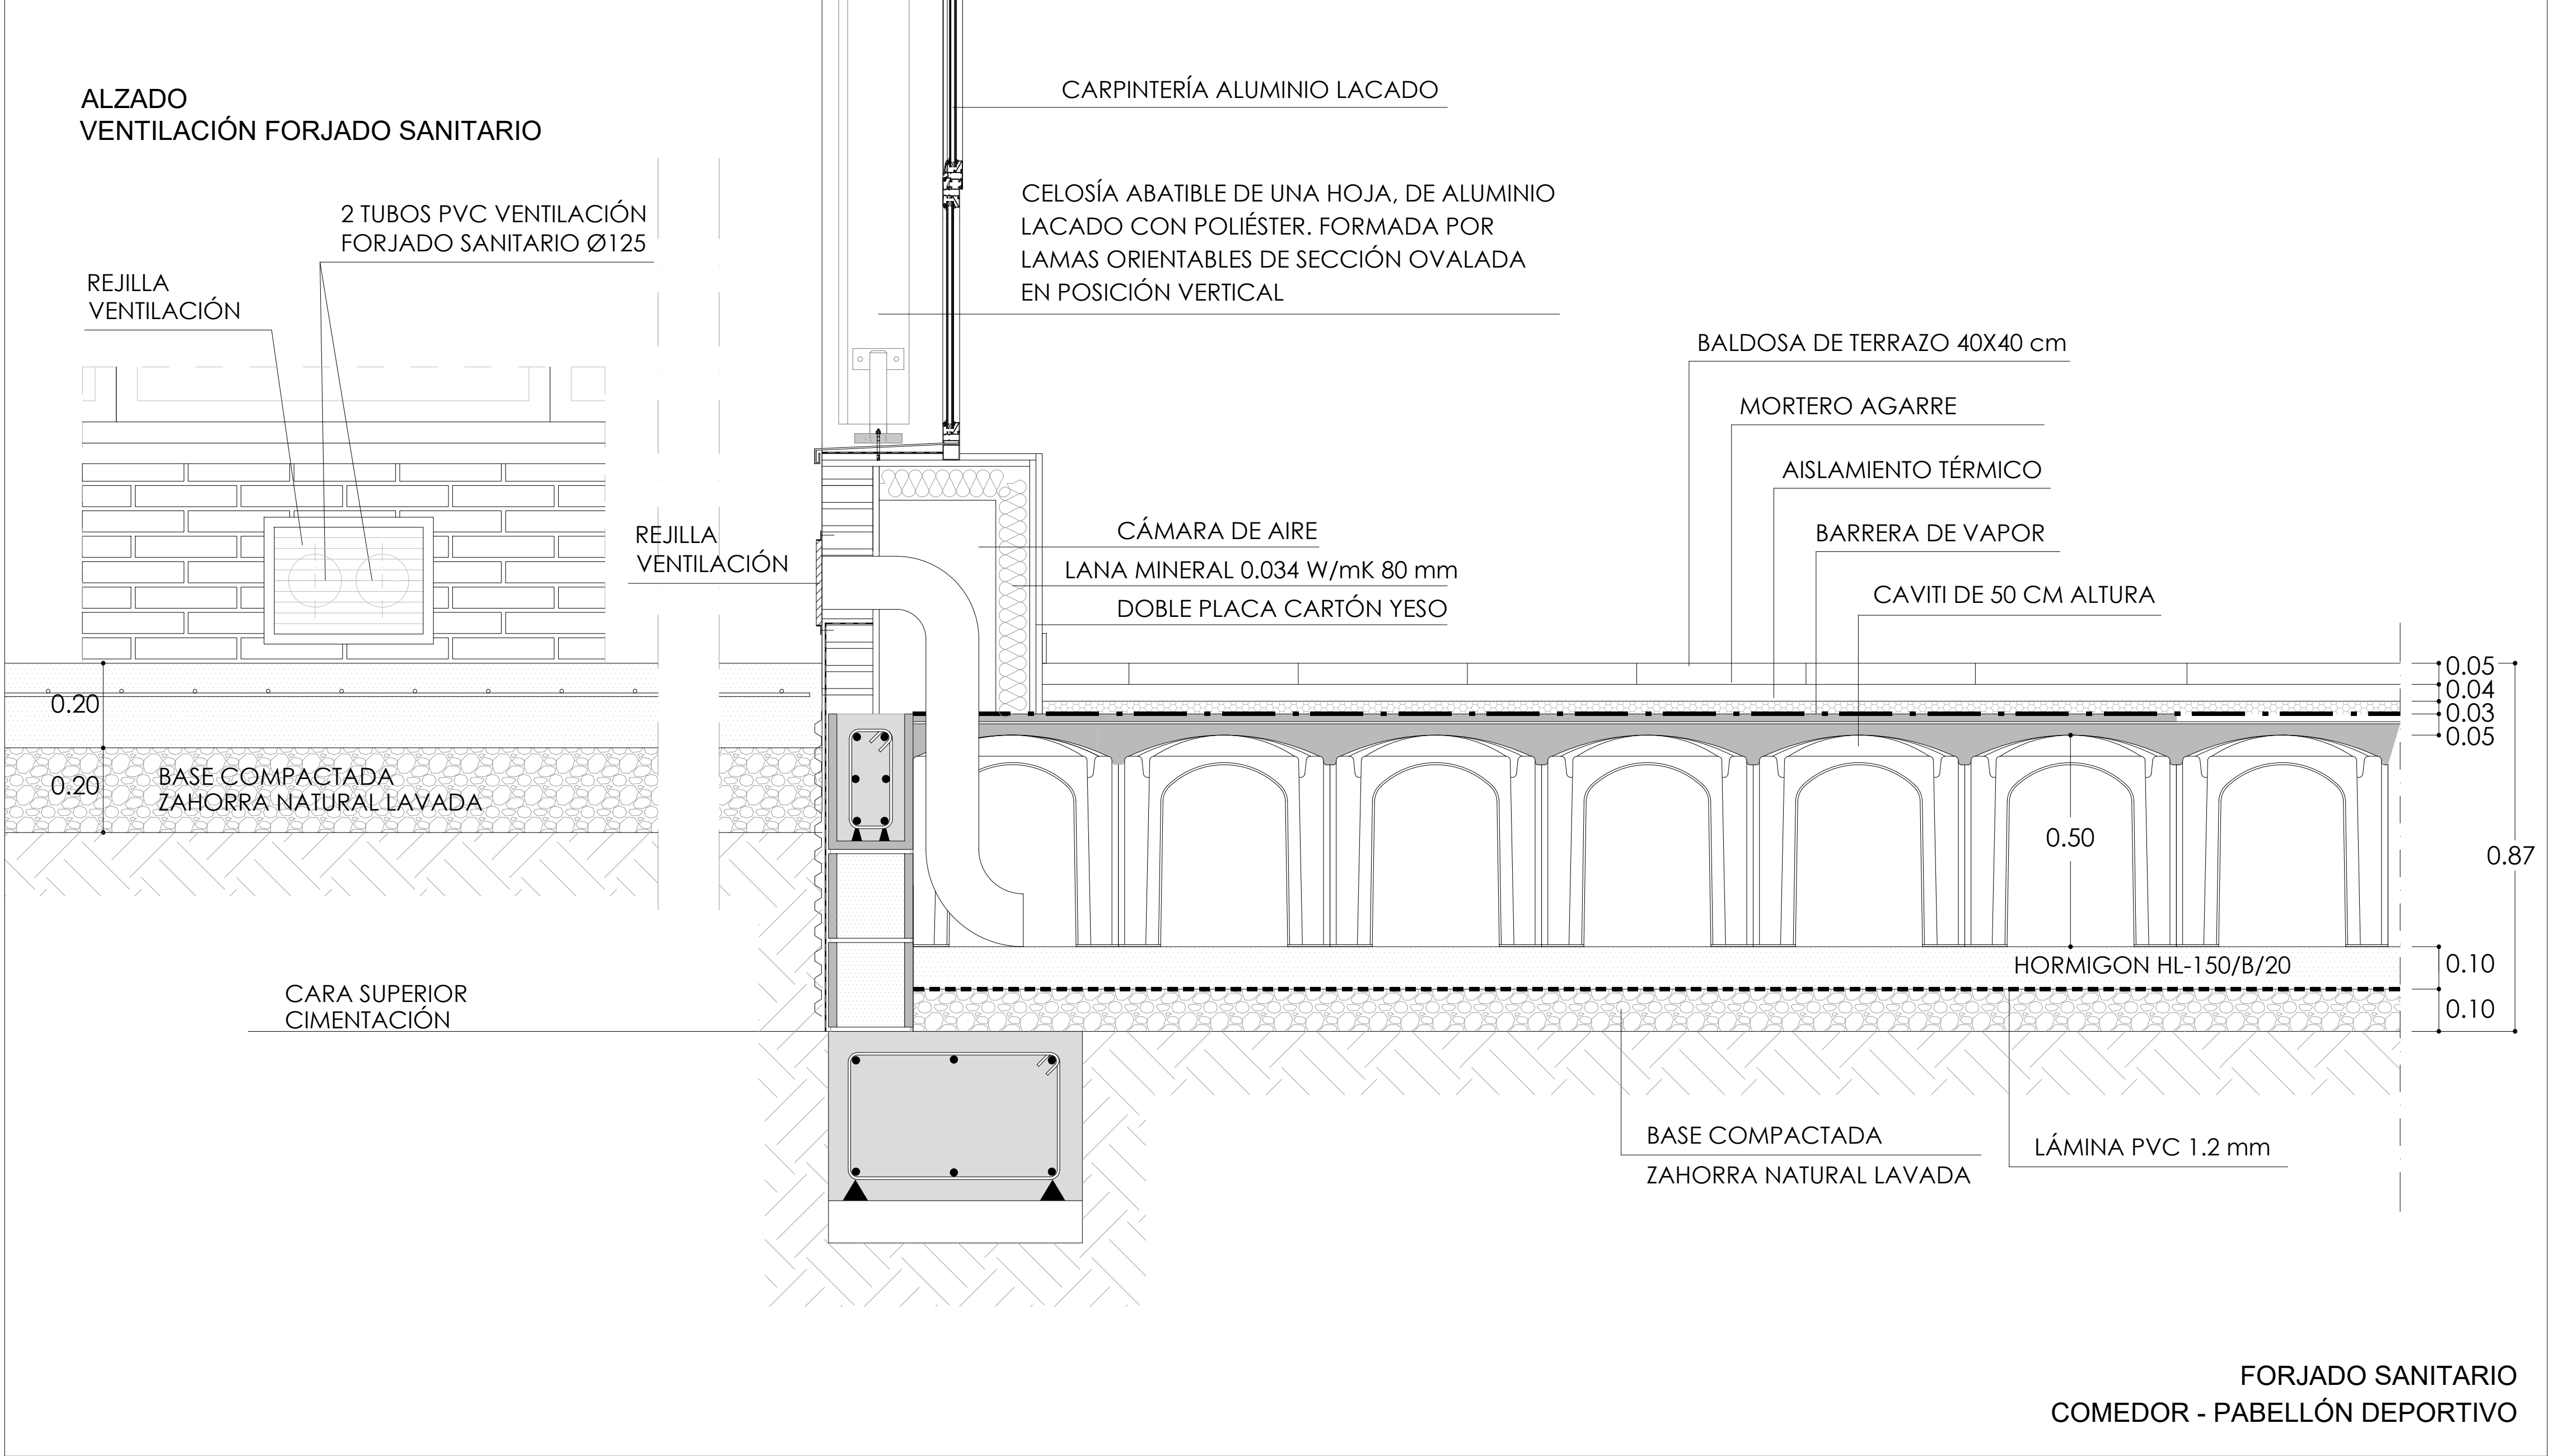 ALZADO
VENTILACIÓN FORJADO SANITARIO
2 TUBOS PVC VENTILACIÓN
FORJADO SANITARIO Ø125
REJILLA
VENTILACIÓN
CARPINTERÍA ALUMINIO LACADO
CELOSÍA ABATIBLE DE UNA HOJA, DE ALUMINIO
LACADO CON POLIÉSTER. FORMADA POR
LAMAS ORIENTABLES DE SECCIÓN OVALADA
EN POSICIÓN VERTICAL
BALDOSA DE TERRAZO 40X40 cm
MORTERO AGARRE
AISLAMIENTO TÉRMICO
BARRERA DE VAPOR
CAVITI DE 50 CM ALTURA
REJILLA
VENTILACIÓN
CÁMARA DE AIRE
LANA MINERAL 0.034 W/mK 80 mm
DOBLE PLACA CARTÓN YESO
0.20
0.20
BASE COMPACTADA
ZAHORRA NATURAL LAVADA
0.05
0.04
0.03
0.05
0.50
0.87
HORMIGON HL-150/B/20
0.10
0.10
CARA SUPERIOR
CIMENTACIÓN
BASE COMPACTADA
ZAHORRA NATURAL LAVADA
LÁMINA PVC 1.2 mm
FORJADO SANITARIO
COMEDOR - PABELLÓN DEPORTIVO